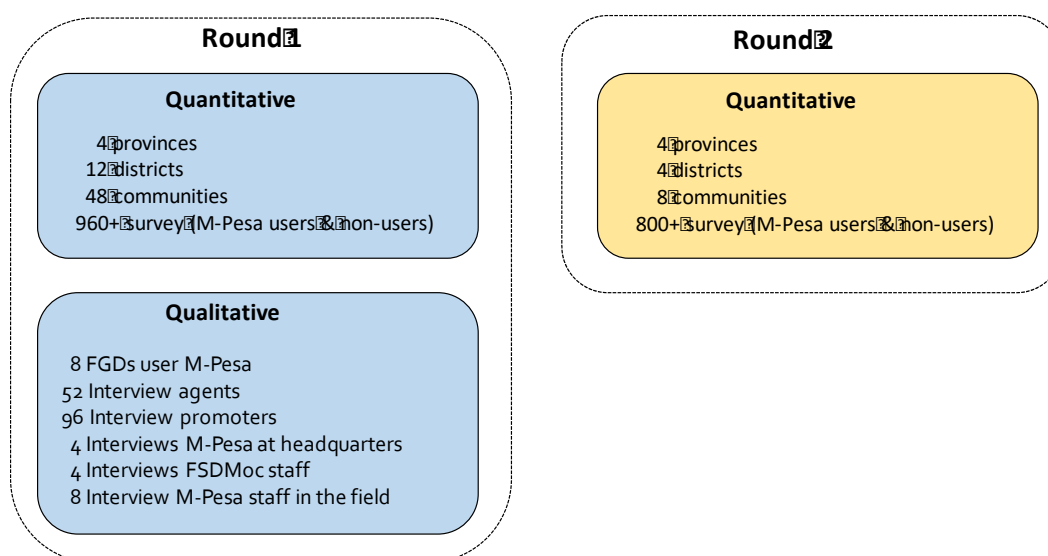 Round 1
Quantitative
4 provinces
12 districts
48 communities
960+ survey (M-Pesa users & non-users)
Qualitative
8 FGDs user M-Pesa
52 Interview agents
96 Interview promoters
4 Interviews M-Pesa at headquarters
4 Interviews FSDMoc staff
8 Interview M-Pesa staff in the field
Round 2
Quantitative
4 provinces
4 districts
8 communities
800+ survey (M-Pesa users & non-users)